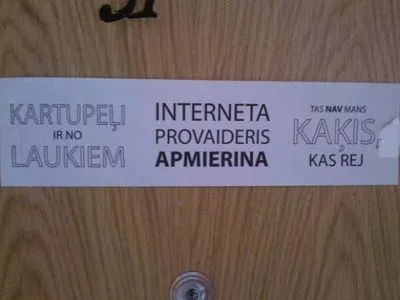 KARTUPEĻI
IR NO
LAUKIEM
INTERNETA
PROVAIDERIS
APMIERINA
TAS NAV MANS
KAĶIS,
KAS REJ